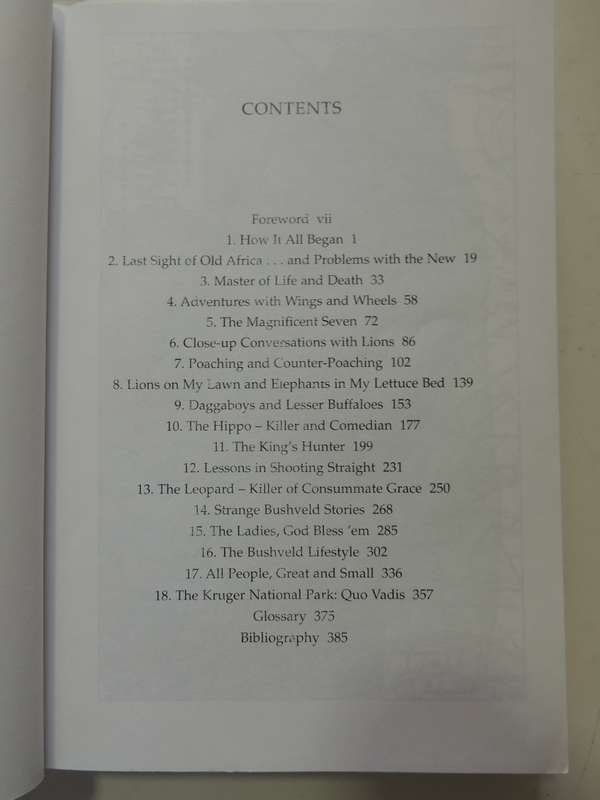 CONTENTS
Foreword vii
1. How It All Began 1
2. Last Sight of Old Africa . . . and Problems with the New 19
3. Master of Life and Death 33
4. Adventures with Wings and Wheels 58
5. The Magnificent Seven 72
6. Close-up Conversations with Lions 86
7. Poaching and Counter-Poaching 102
8. Lions on My Lawn and Elephants in My Lettuce Bed 139
9. Daggaboys and Lesser Buffaloes 153
10. The Hippo – Killer and Comedian 177
11. The King's Hunter 199
12. Lessons in Shooting Straight 231
13. The Leopard – Killer of Consummate Grace 250
14. Strange Bushveld Stories 268
15. The Ladies, God Bless 'em 285
16. The Bushveld Lifestyle 302
17. All People, Great and Small 336
18. The Kruger National Park: Quo Vadis 357
Glossary 375
Bibliography 385